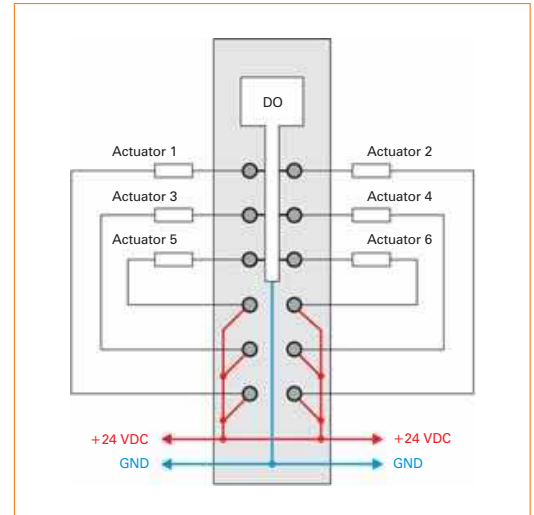 DO
Actuator 1 Actuator 2
Actuator 3 Actuator 4
Actuator 5 Actuator 6
+24 VDC +24 VDC
GND GND